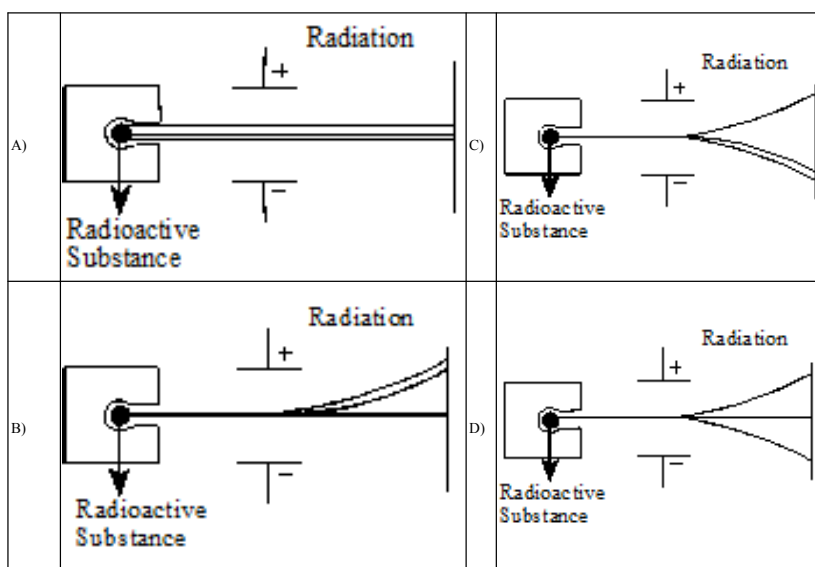 A)
Radiation
+
−
Radioactive
Substance
C)
Radiation
+
−
Radioactive
Substance
B)
Radiation
+
−
Radioactive
Substance
D)
Radiation
+
−
Radioactive
Substance